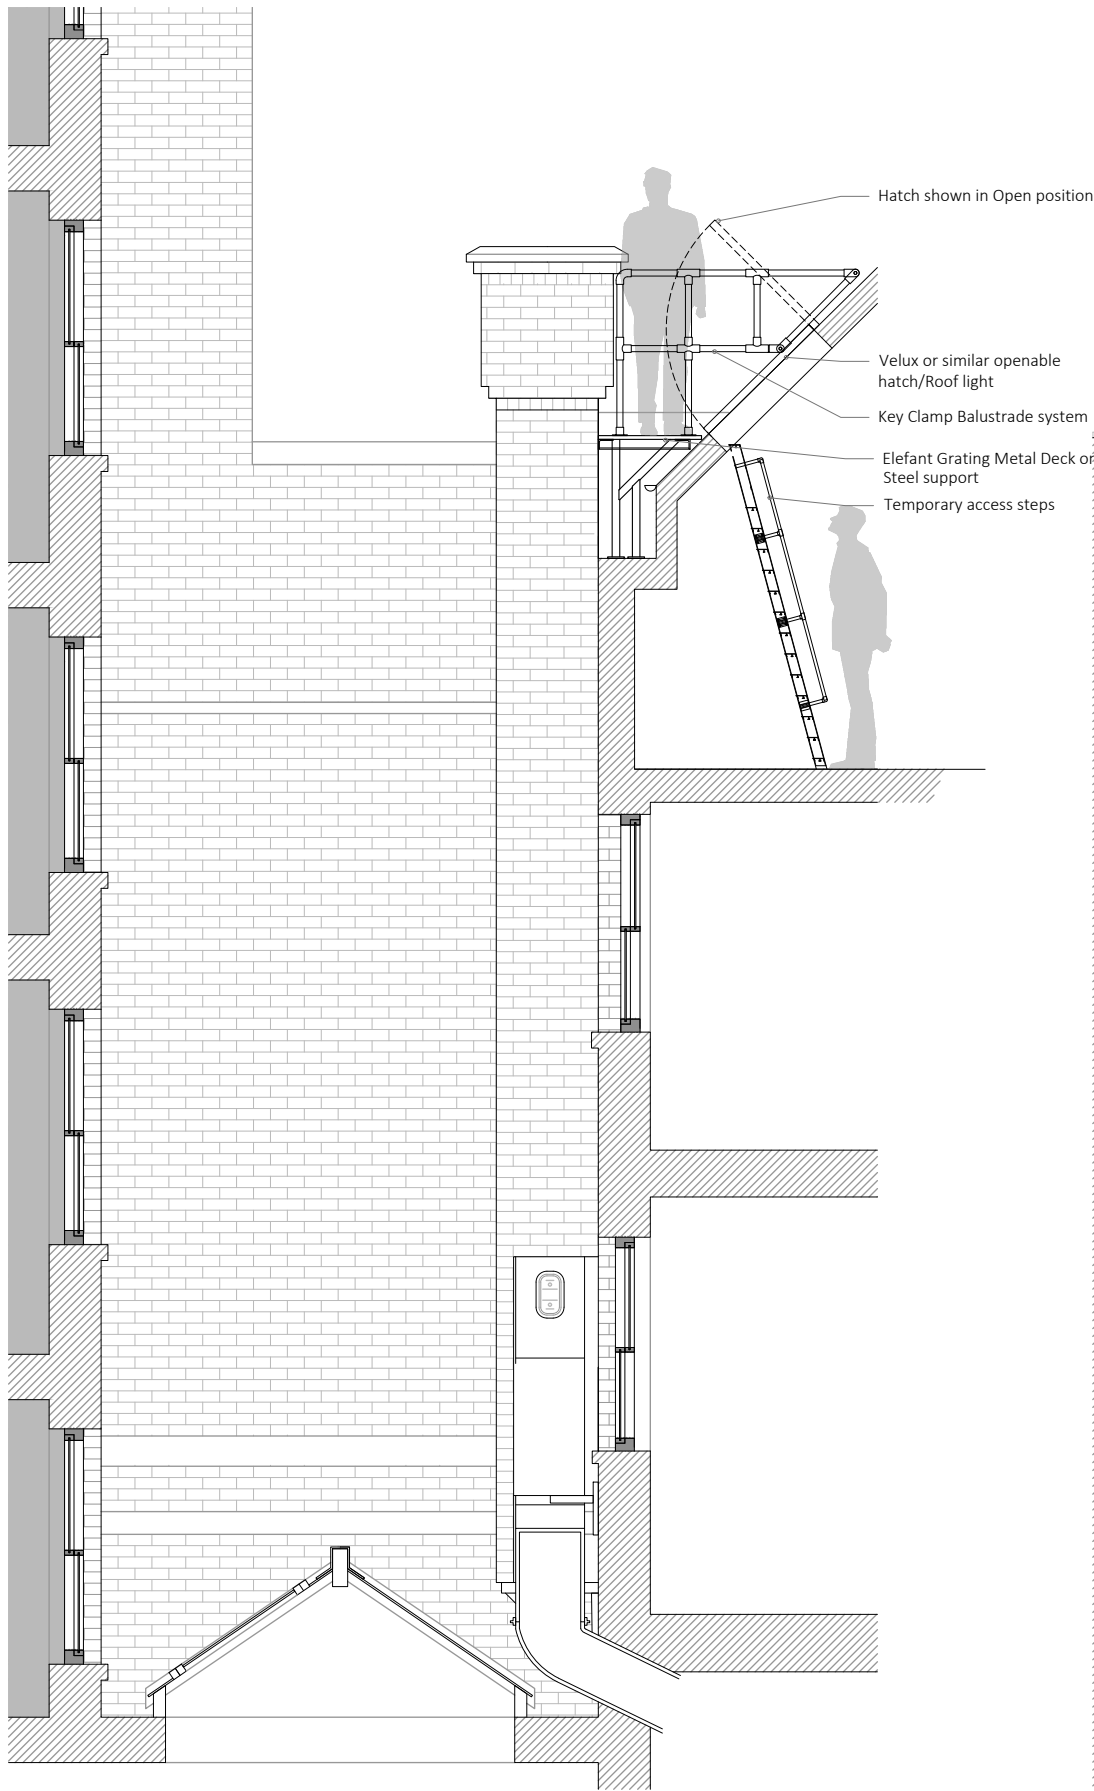 Hatch shown in Open position
Velux or similar openable
hatch/Roof light
Key Clamp Balustrade system
Elefant Grating Metal Deck or
Steel support
Temporary access steps